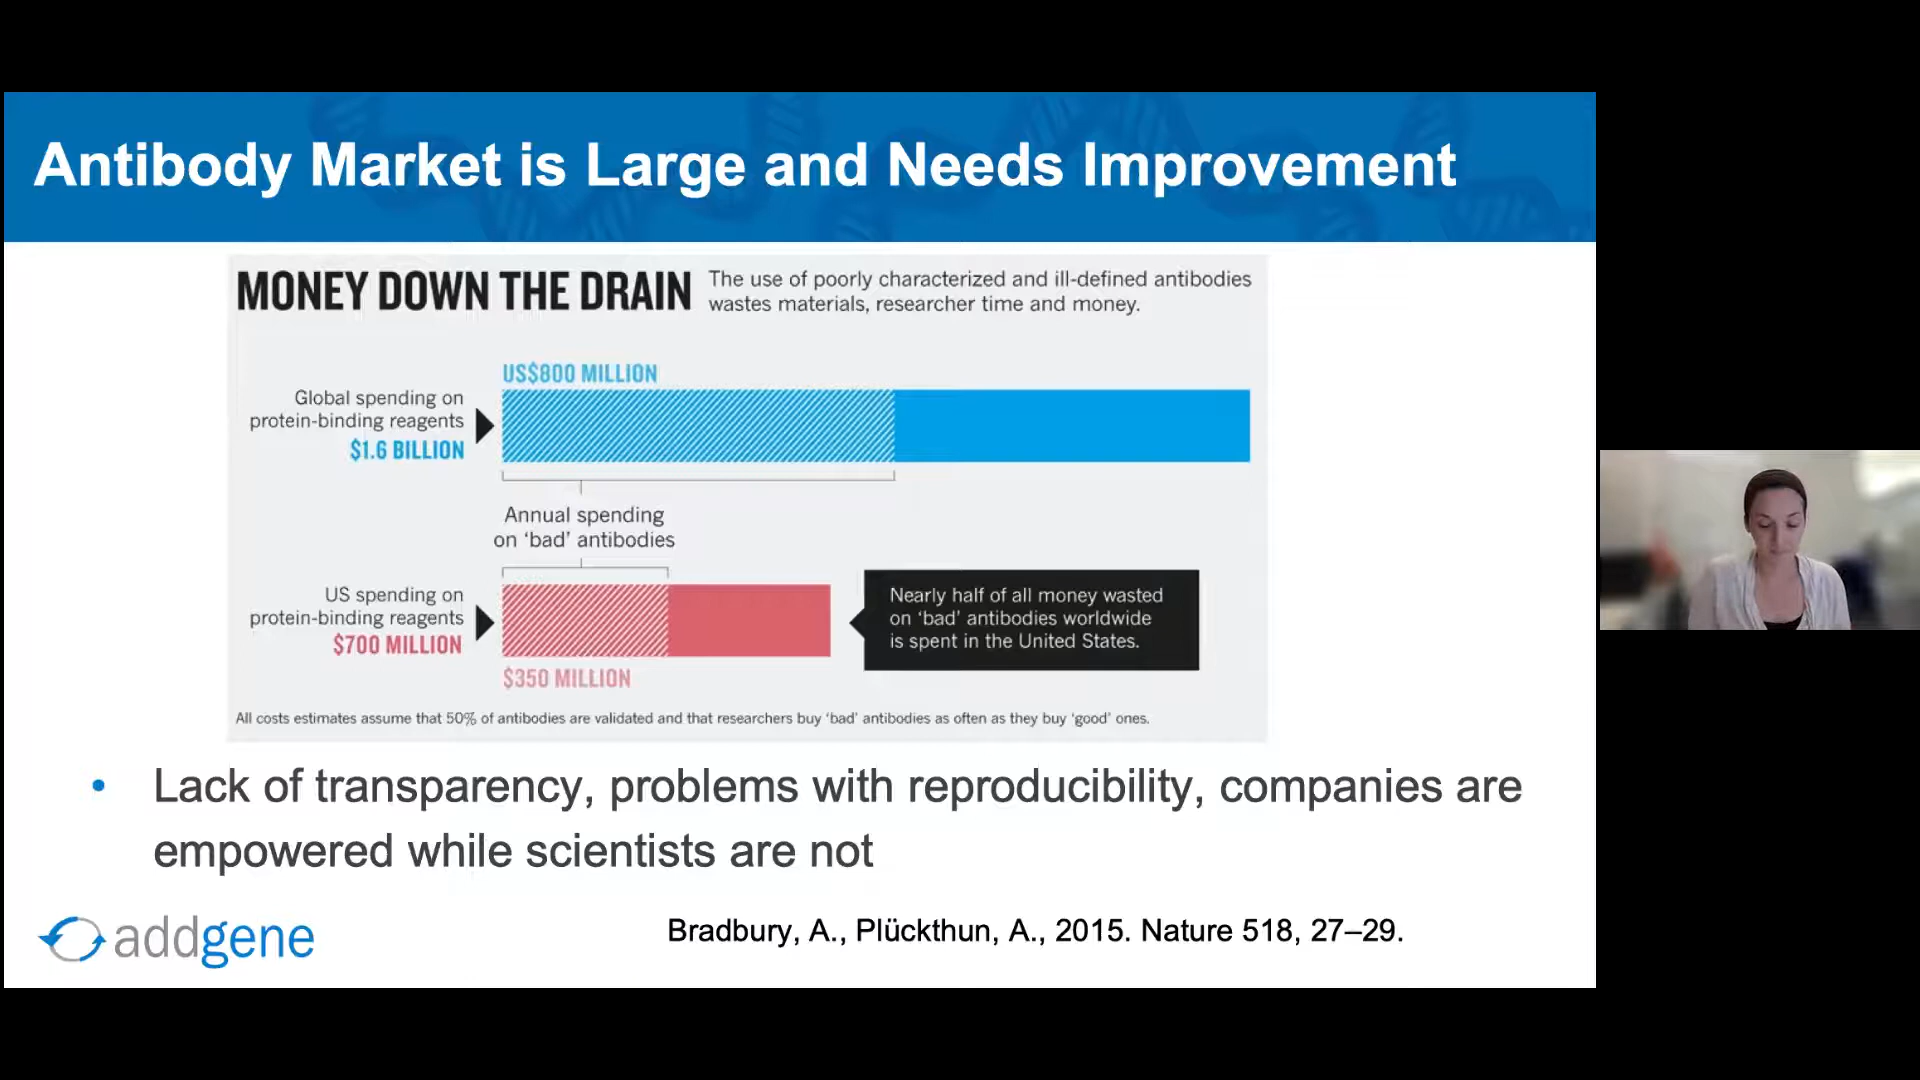 Antibody Market is Large and Needs Improvement
MONEY DOWN THE DRAIN
The use of poorly characterized and ill-defined antibodies
wastes materials, researcher time and money.
US$800 MILLION
Global spending on
protein-binding reagents
$1.6 BILLION
Annual spending
on ‘bad’ antibodies
US spending on
protein-binding reagents
$700 MILLION
Nearly half of all money wasted
on ‘bad’ antibodies worldwide
is spent in the United States.
$350 MILLION
All costs estimates assume that 50% of antibodies are validated and that researchers buy ‘bad’ antibodies as often as they buy ‘good’ ones.
• Lack of transparency, problems with reproducibility, companies are
empowered while scientists are not
addgene
Bradbury, A., Plückthun, A., 2015. Nature 518, 27–29.